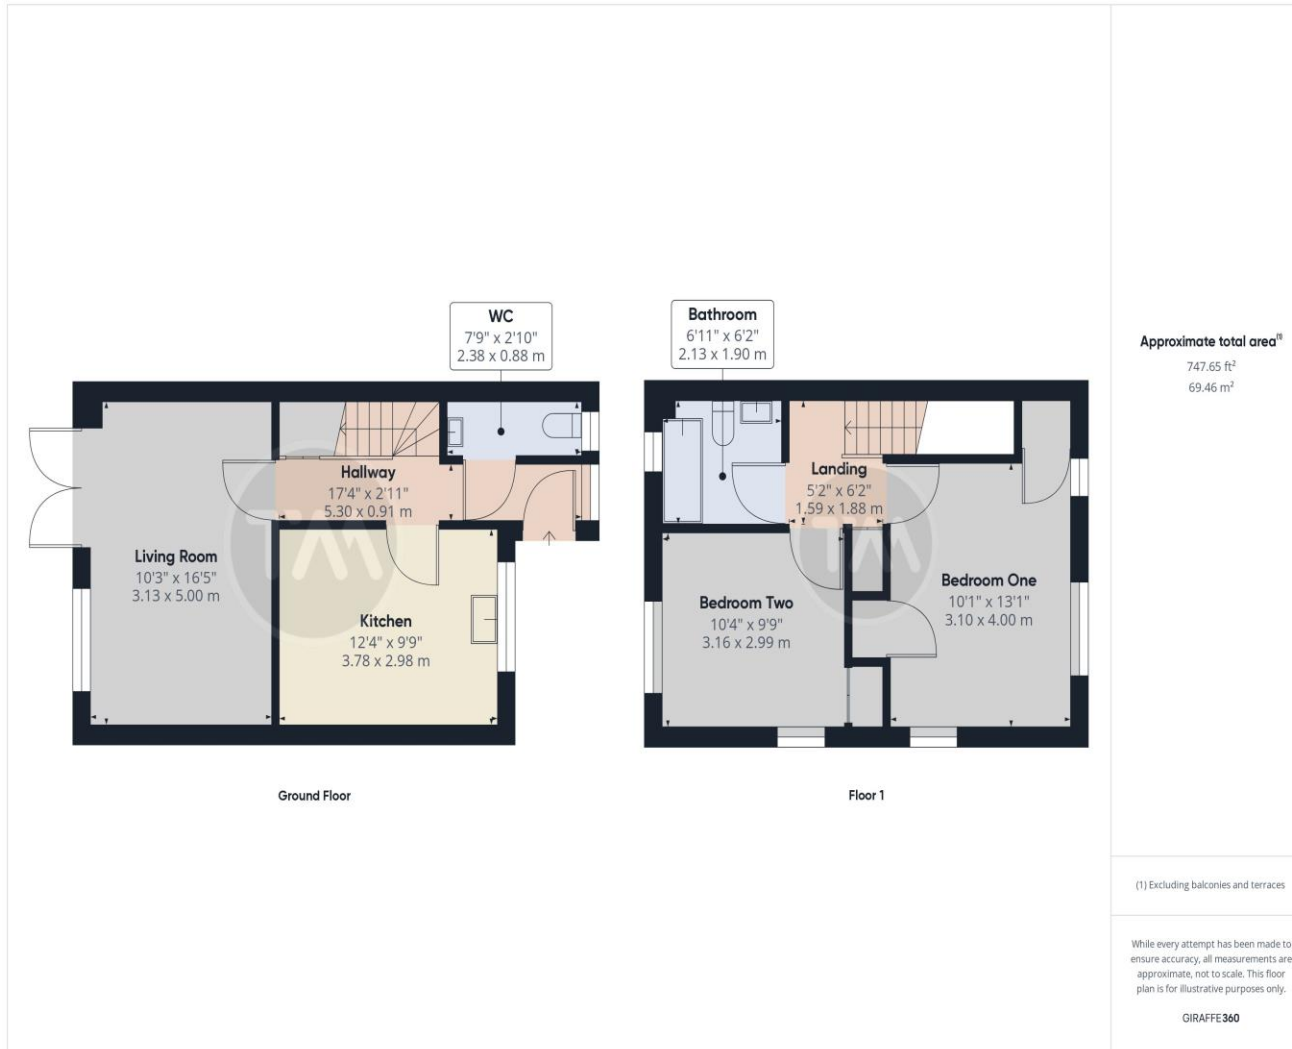 WC
7'9" x 2'10"
2.38 x 0.88 m
Bathroom
6'11" x 6'2"
2.13 x 1.90 m
Hallway
17'4" x 2'11"
5.30 x 0.91 m
Living Room
10'3" x 16'5"
3.13 x 5.00 m
Kitchen
12'4" x 9'9"
3.78 x 2.98 m
TM
Ground Floor
Landing
5'2" x 6'2"
1.59 x 1.88 m
Bedroom Two
10'4" x 9'9"
3.16 x 2.99 m
Bedroom One
10'1" x 13'1"
3.10 x 4.00 m
TM
Floor 1
Approximate total area⁽¹⁾
747.65 ft²
69.46 m²
(1) Excluding balconies and terraces
While every attempt has been made to
ensure accuracy, all measurements are
approximate, not to scale. This floor
plan is for illustrative purposes only.
GIRAFFE360